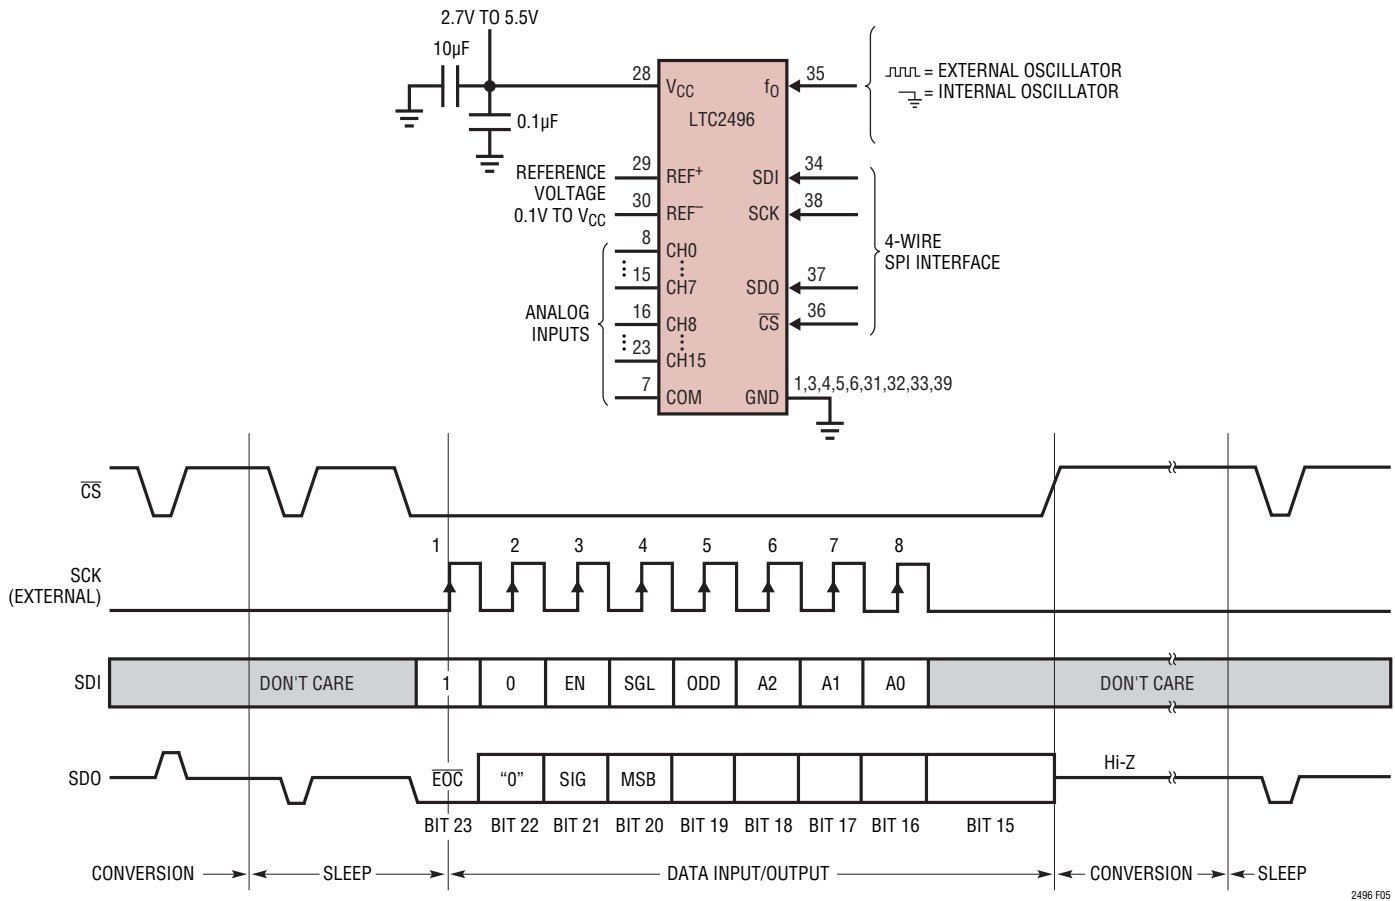 2.7V TO 5.5V
10µF
0.1µF
28
VCC
LTC2496
fO
35
= EXTERNAL OSCILLATOR
= INTERNAL OSCILLATOR
REFERENCE
VOLTAGE
0.1V TO VCC
29
REF+
30
REF–
SDI
34
SCK
38
4-WIRE
SPI INTERFACE
ANALOG
INPUTS
8
CH0
15
CH7
16
CH8
23
CH15
7
COM
SDO
37
CS
36
GND
1,3,4,5,6,31,32,33,39
CS
SCK
(EXTERNAL)
1 2 3 4 5 6 7 8
SDI
DON'T CARE
1 0 EN SGL ODD A2 A1 A0
DON'T CARE
SDO
EOC “0” SIG MSB
Hi-Z
BIT 23 BIT 22 BIT 21 BIT 20 BIT 19 BIT 18 BIT 17 BIT 16 BIT 15
CONVERSION SLEEP DATA INPUT/OUTPUT CONVERSION SLEEP
2496 F05